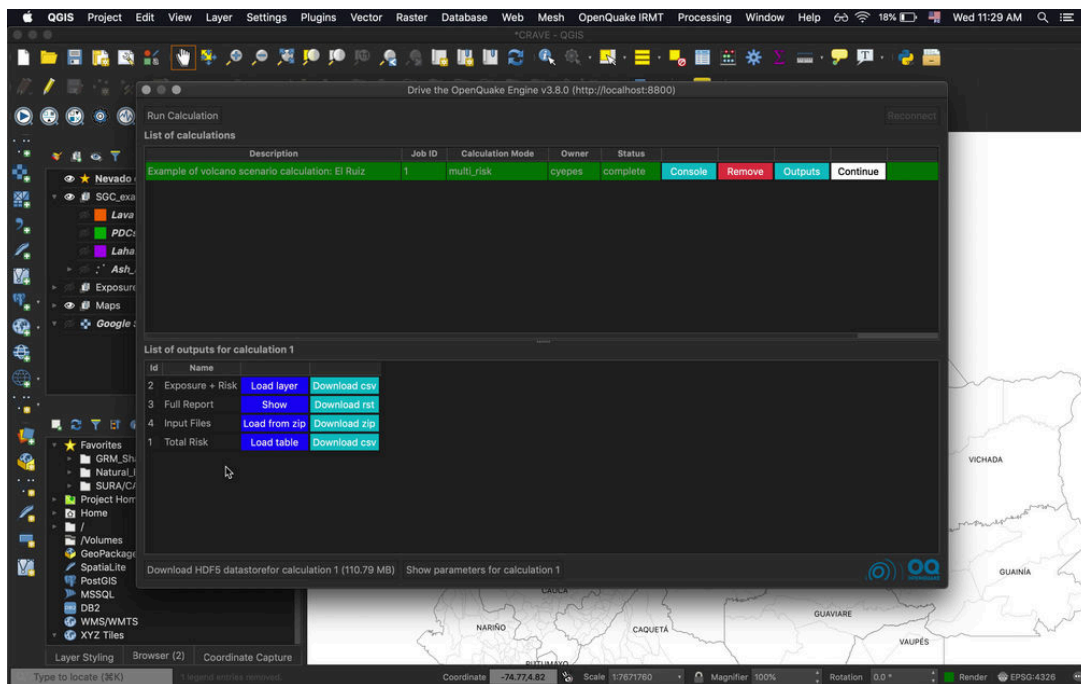 QGIS Project Edit View Layer Settings Plugins Vector Raster Database Web Mesh OpenQuake IRMT Processing Window Help 18% Wed 11:29 AM
*CRAVE - QGIS
Drive the OpenQuake Engine v3.8.0 (http://localhost:8800)
Run Calculation Reconnect
List of calculations
Description Job ID Calculation Mode Owner Status
Example of volcano scenario calculation: El Ruiz 1 multi_risk cyepes complete Console Remove Outputs Continue
Nevado
SGC_exa
Lava
PDCs
Laha
Ash_
Exposure
Maps
Google S
List of outputs for calculation 1
Id Name
2 Exposure + Risk Load layer Download csv
3 Full Report Show Download rst
4 Input Files Load from zip Download zip
1 Total Risk Load table Download csv
Favorites
GRM_Sh
Natural_
SURA/CA
Project Hom
Home
/
/Volumes
GeoPackage
SpatiaLite
PostGIS
MSSQL
DB2
WMS/WMTS
XYZ Tiles
Download HDF5 datastorefor calculation 1 (110.79 MB) Show parameters for calculation 1
OPENQUAKE
VICHADA
GUAINÍA
CAUCA
NARIÑO
CAQUETÁ
GUAVIARE
VAUPÉS
PUTUMAYO
Layer Styling Browser (2) Coordinate Capture
Type to locate (⌘K) 1 legend entries removed. Coordinate -74.77,4.82 Scale 1:7671760 Magnifier 100% Rotation 0.0 ° Render EPSG:4326